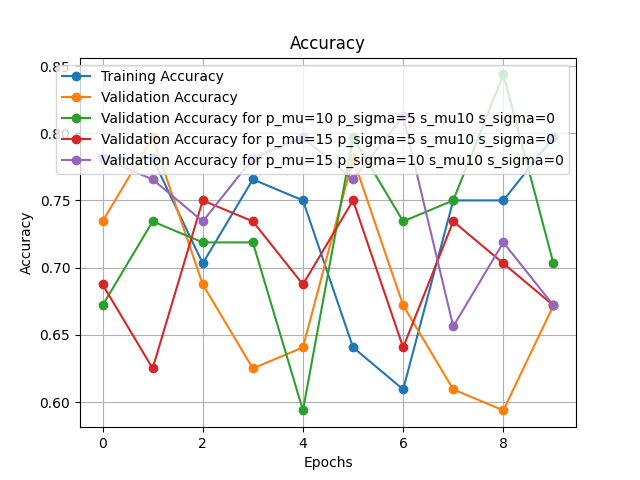 Accuracy
0.85
Training Accuracy
Validation Accuracy
Validation Accuracy for p_mu=10 p_sigma=5 s_mu10 s_sigma=0
0.80
Validation Accuracy for p_mu=15 p_sigma=5 s_mu10 s_sigma=0
Validation Accuracy for p_mu=15 p_sigma=10 s_mu10 s_sigma=0
0.75
0.70
0.65
0.60
Accuracy
0 2 4 6 8
Epochs